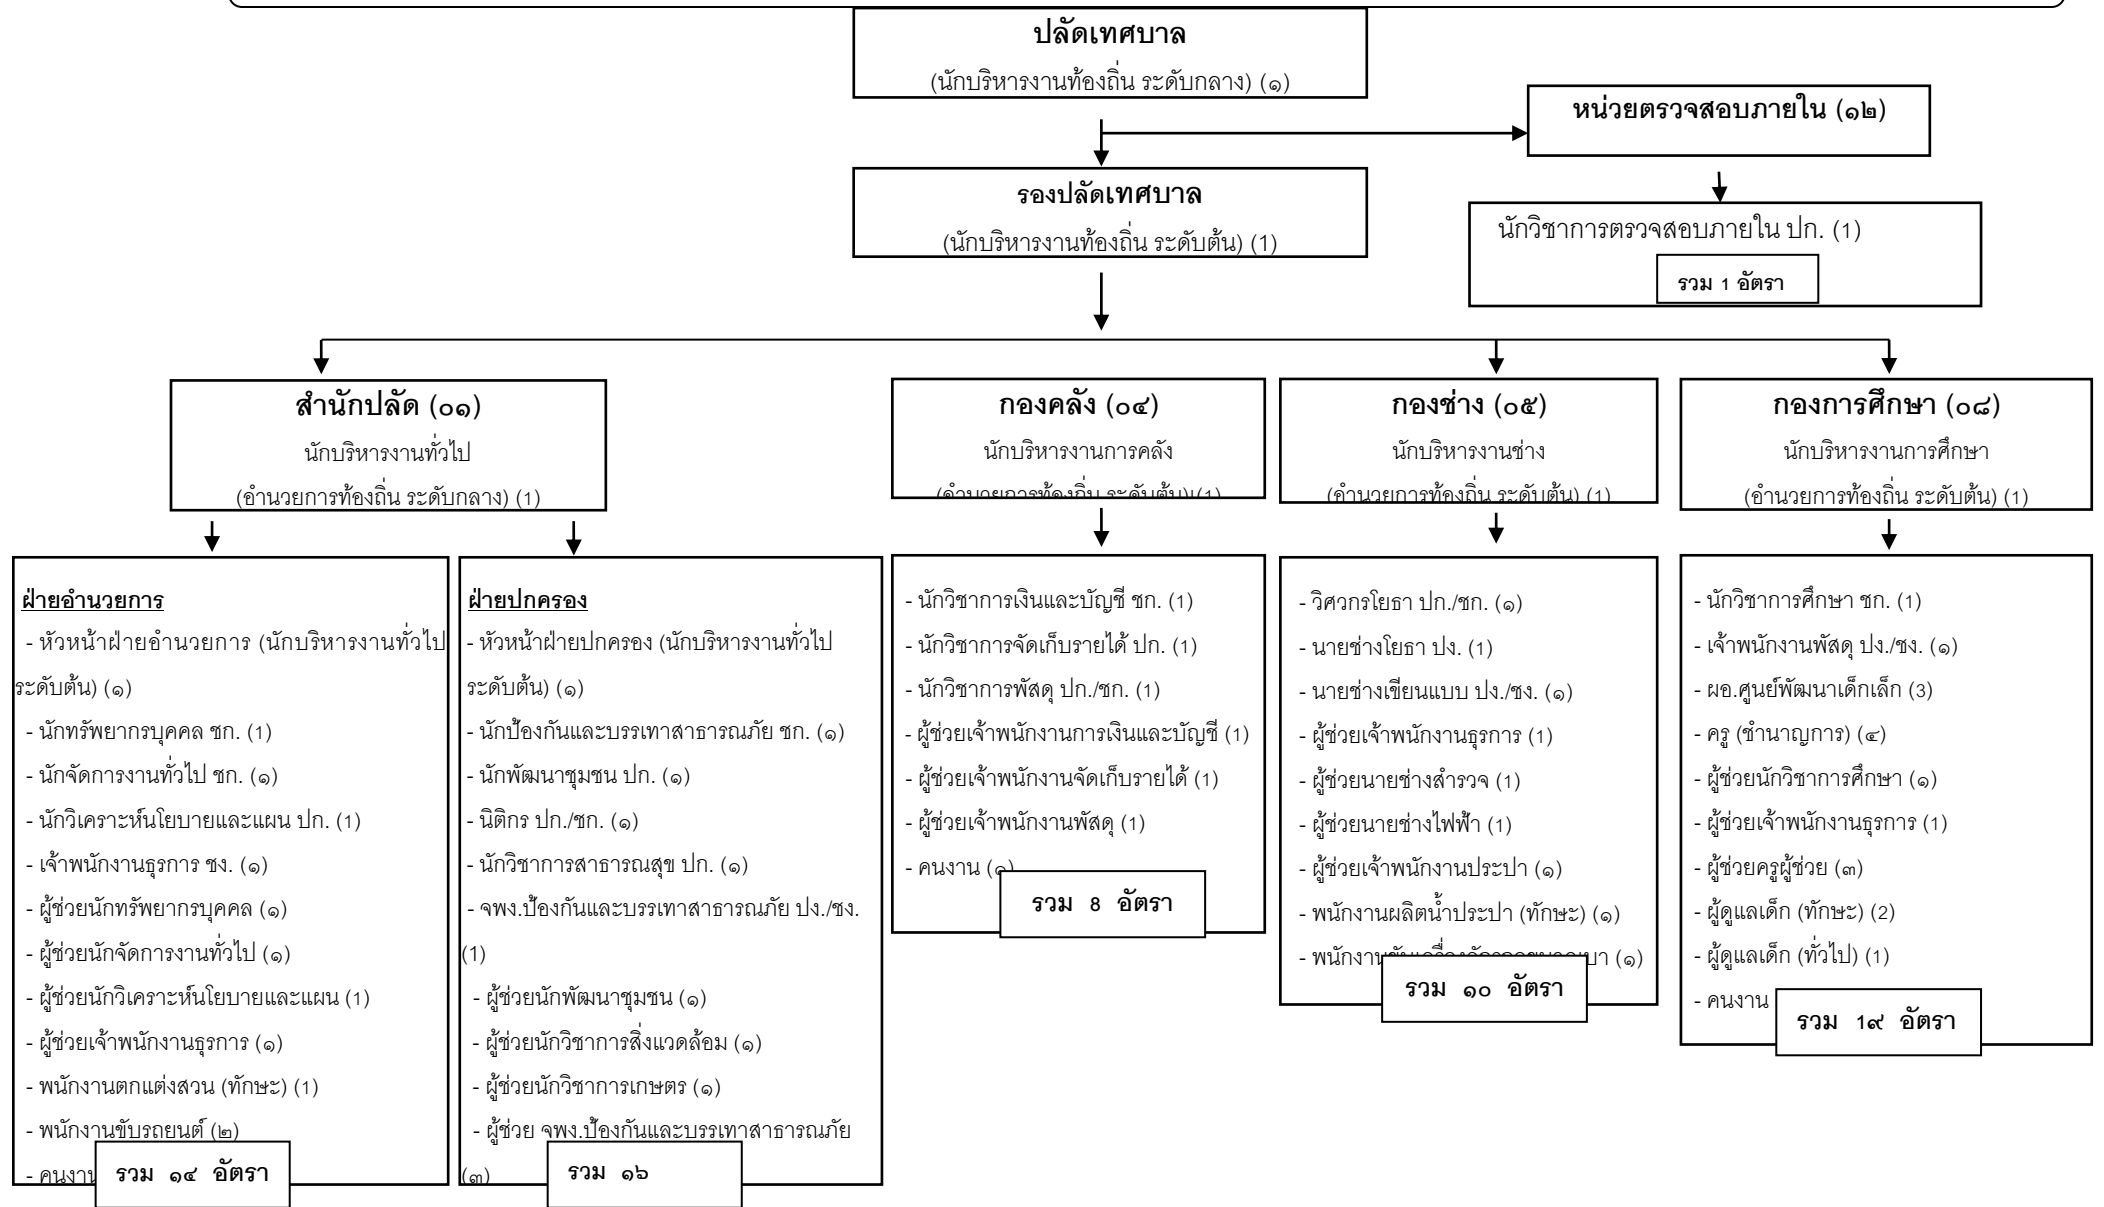 ปลัดเทศบาล
(นักบริหารงานท้องถิ่น ระดับกลาง) (๑)
หน่วยตรวจสอบภายใน (๑๒)
รองปลัดเทศบาล
(นักบริหารงานท้องถิ่น ระดับต้น) (1)
นักวิชาการตรวจสอบภายใน ปก. (1)
รวม 1 อัตรา
สำนักปลัด (๐๑)
นักบริหารงานทั่วไป
(อำนวยการท้องถิ่น ระดับกลาง) (1)
กองคลัง (๐๔)
นักบริหารงานการคลัง
(อำนวยการท้องถิ่น ระดับต้น) (1)
กองช่าง (๐๕)
นักบริหารงานช่าง
(อำนวยการท้องถิ่น ระดับต้น) (1)
กองการศึกษา (๐๘)
นักบริหารงานการศึกษา
(อำนวยการท้องถิ่น ระดับต้น) (1)
ฝ่ายอำนวยการ
- หัวหน้าฝ่ายอำนวยการ (นักบริหารงานทั่วไป
ระดับต้น) (๑)
- นักทรัพยากรบุคคล ชก. (1)
- นักจัดการงานทั่วไป ชก. (๑)
- นักวิเคราะห์นโยบายและแผน ปก. (1)
- เจ้าพนักงานธุรการ ชง. (๑)
- ผู้ช่วยนักทรัพยากรบุคคล (๑)
- ผู้ช่วยนักจัดการงานทั่วไป (๑)
- ผู้ช่วยนักวิเคราะห์นโยบายและแผน (1)
- ผู้ช่วยเจ้าพนักงานธุรการ (๑)
- พนักงานตกแต่งสวน (ทักษะ) (1)
- พนักงานขับรถยนต์ (๒)
- คนงาน
รวม ๑๔ อัตรา
ฝ่ายปกครอง
- หัวหน้าฝ่ายปกครอง (นักบริหารงานทั่วไป
ระดับต้น) (๑)
- นักป้องกันและบรรเทาสาธารณภัย ชก. (๑)
- นักพัฒนาชุมชน ปก. (๑)
- นิติกร ปก./ชก. (๑)
- นักวิชาการสาธารณสุข ปก. (๑)
- จพง.ป้องกันและบรรเทาสาธารณภัย ปง./ชง.
(1)
- ผู้ช่วยนักพัฒนาชุมชน (๑)
- ผู้ช่วยนักวิชาการสิ่งแวดล้อม (๑)
- ผู้ช่วยนักวิชาการเกษตร (๑)
- ผู้ช่วย จพง.ป้องกันและบรรเทาสาธารณภัย
(๓)
รวม ๑๖
- นักวิชาการเงินและบัญชี ชก. (1)
- นักวิชาการจัดเก็บรายได้ ปก. (1)
- นักวิชาการพัสดุ ปก./ชก. (1)
- ผู้ช่วยเจ้าพนักงานการเงินและบัญชี (1)
- ผู้ช่วยเจ้าพนักงานจัดเก็บรายได้ (1)
- ผู้ช่วยเจ้าพนักงานพัสดุ (1)
- คนงาน (๑)
รวม 8 อัตรา
- วิศวกรโยธา ปก./ชก. (๑)
- นายช่างโยธา ปง. (1)
- นายช่างเขียนแบบ ปง./ชง. (๑)
- ผู้ช่วยเจ้าพนักงานธุรการ (1)
- ผู้ช่วยนายช่างสำรวจ (1)
- ผู้ช่วยนายช่างไฟฟ้า (1)
- ผู้ช่วยเจ้าพนักงานประปา (๑)
- พนักงานผลิตน้ำประปา (ทักษะ) (๑)
- พนักงานขับเครื่องจักรกลขนาดเบา (๑)
รวม ๑๐ อัตรา
- นักวิชาการศึกษา ชก. (1)
- เจ้าพนักงานพัสดุ ปง./ชง. (๑)
- ผอ.ศูนย์พัฒนาเด็กเล็ก (3)
- ครู (ชำนาญการ) (๔)
- ผู้ช่วยนักวิชาการศึกษา (๑)
- ผู้ช่วยเจ้าพนักงานธุรการ (1)
- ผู้ช่วยครูผู้ช่วย (๓)
- ผู้ดูแลเด็ก (ทักษะ) (2)
- ผู้ดูแลเด็ก (ทั่วไป) (1)
- คนงาน
รวม 1๙ อัตรา